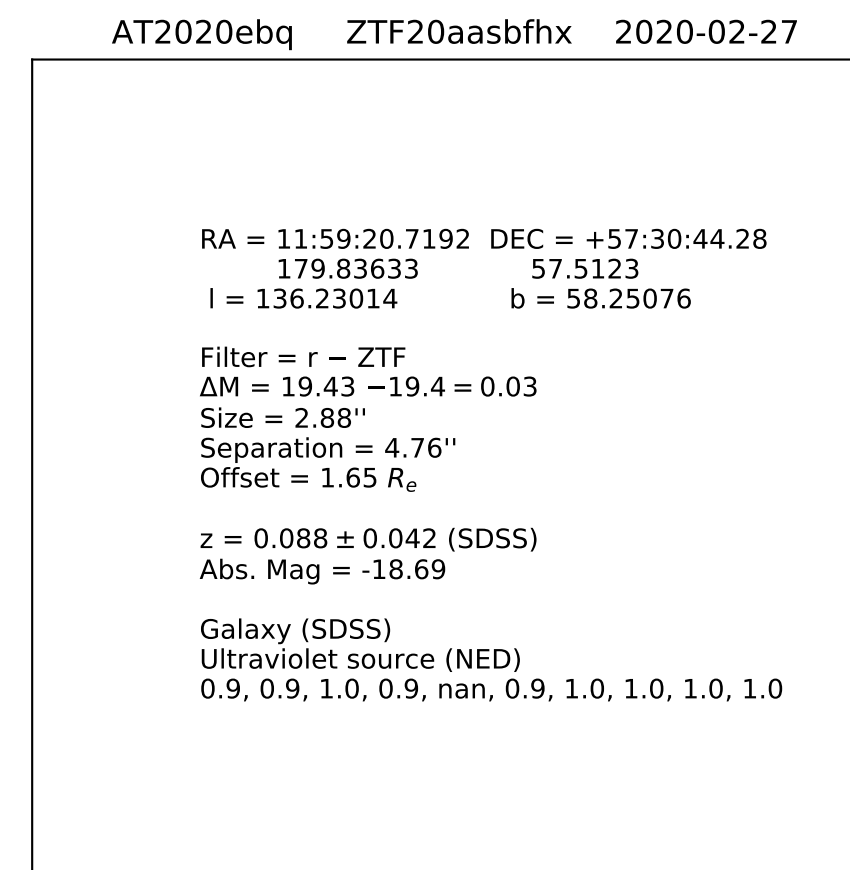 AT2020ebq ZTF20aasbfhx 2020-02-27
RA = 11:59:20.7192 DEC = +57:30:44.28
179.83633 57.5123
l = 136.23014 b = 58.25076
Filter = r − ZTF
ΔM = 19.43 −19.4 = 0.03
Size = 2.88''
Separation = 4.76''
Offset = 1.65 Re
z = 0.088 ± 0.042 (SDSS)
Abs. Mag = -18.69
Galaxy (SDSS)
Ultraviolet source (NED)
0.9, 0.9, 1.0, 0.9, nan, 0.9, 1.0, 1.0, 1.0, 1.0